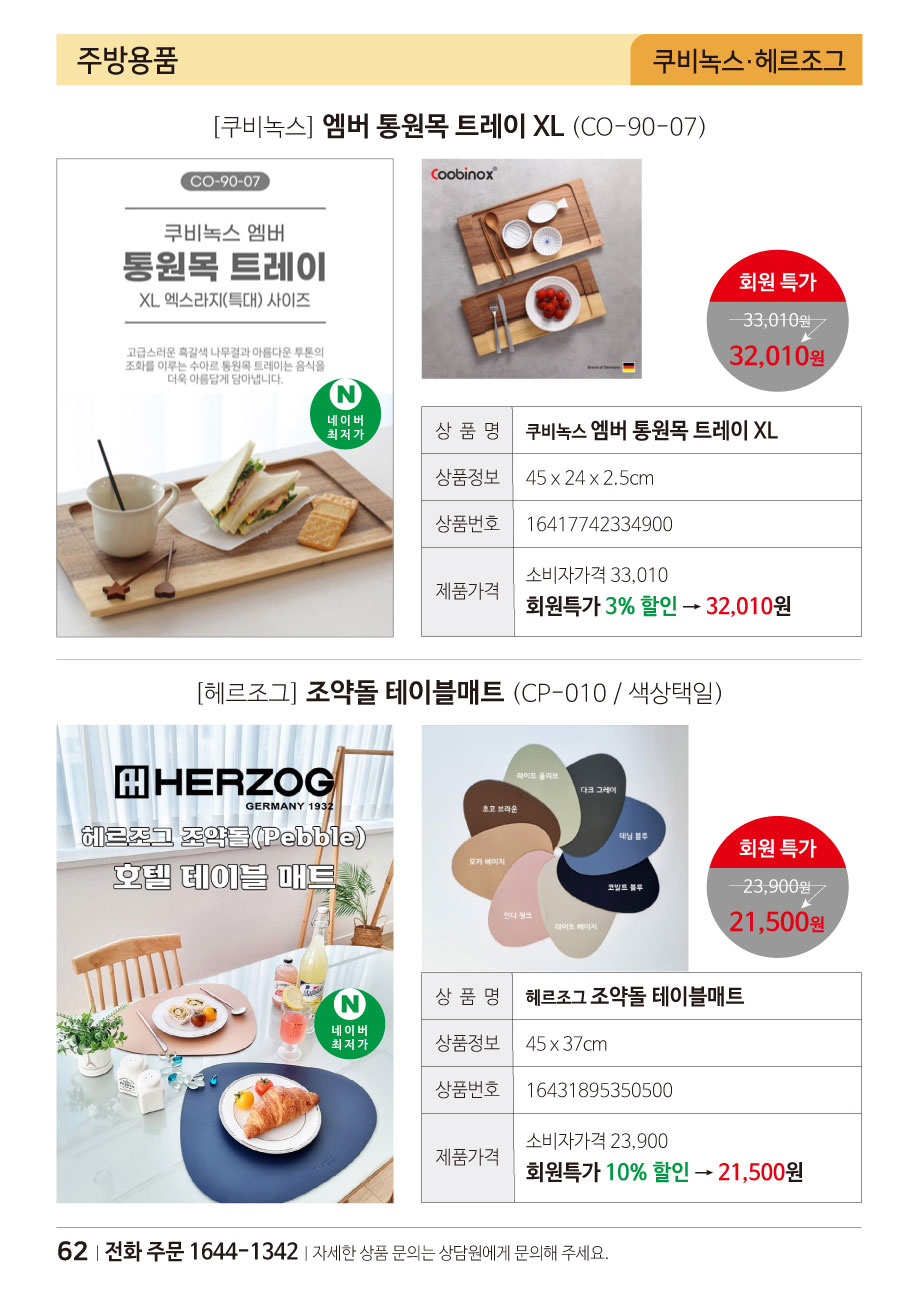 주방용품
쿠비녹스·헤르조그
[쿠비녹스] 엠버 통원목 트레이 XL (CO-90-07)
CO-90-07
쿠비녹스 엠버
통원목 트레이
XL 엑스라지(특대) 사이즈
고급스러운 흑갈색 나무결과 아름다운 투톤의
조화를 이루는 수아르 통원목 트레이는 음식을
더욱 아름답게 담아냅니다.
N
네이버
최저가
Coobinox®
Brand of Germany
회원 특가
33,010원
32,010원
상 품 명 쿠비녹스 엠버 통원목 트레이 XL
상품정보 45 x 24 x 2.5cm
상품번호 16417742334900
제품가격 소비자가격 33,010
회원특가 3% 할인 → 32,010원
[헤르조그] 조약돌 테이블매트 (CP-010 / 색상택일)
HERZOG
GERMANY 1932
헤르조그 조약돌(Pebble)
호텔 테이블 매트
N
네이버
최저가
라이트 올리브
다크 그레이
초코 브라운
데님 블루
모카 베이지
코발트 블루
인디 핑크
라이트 베이지
회원 특가
23,900원
21,500원
상 품 명 헤르조그 조약돌 테이블매트
상품정보 45 x 37cm
상품번호 16431895350500
제품가격 소비자가격 23,900
회원특가 10% 할인 → 21,500원
62 | 전화 주문 1644-1342 | 자세한 상품 문의는 상담원에게 문의해 주세요.